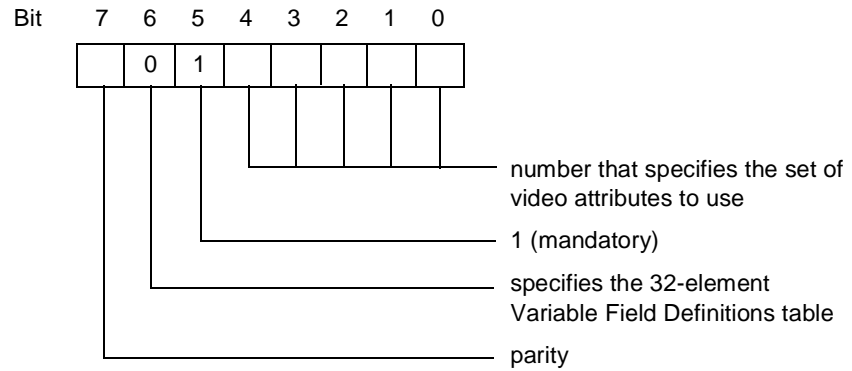 Bit 7 6 5 4 3 2 1 0
0 1
number that specifies the set of
video attributes to use
1 (mandatory)
specifies the 32-element
Variable Field Definitions table
parity